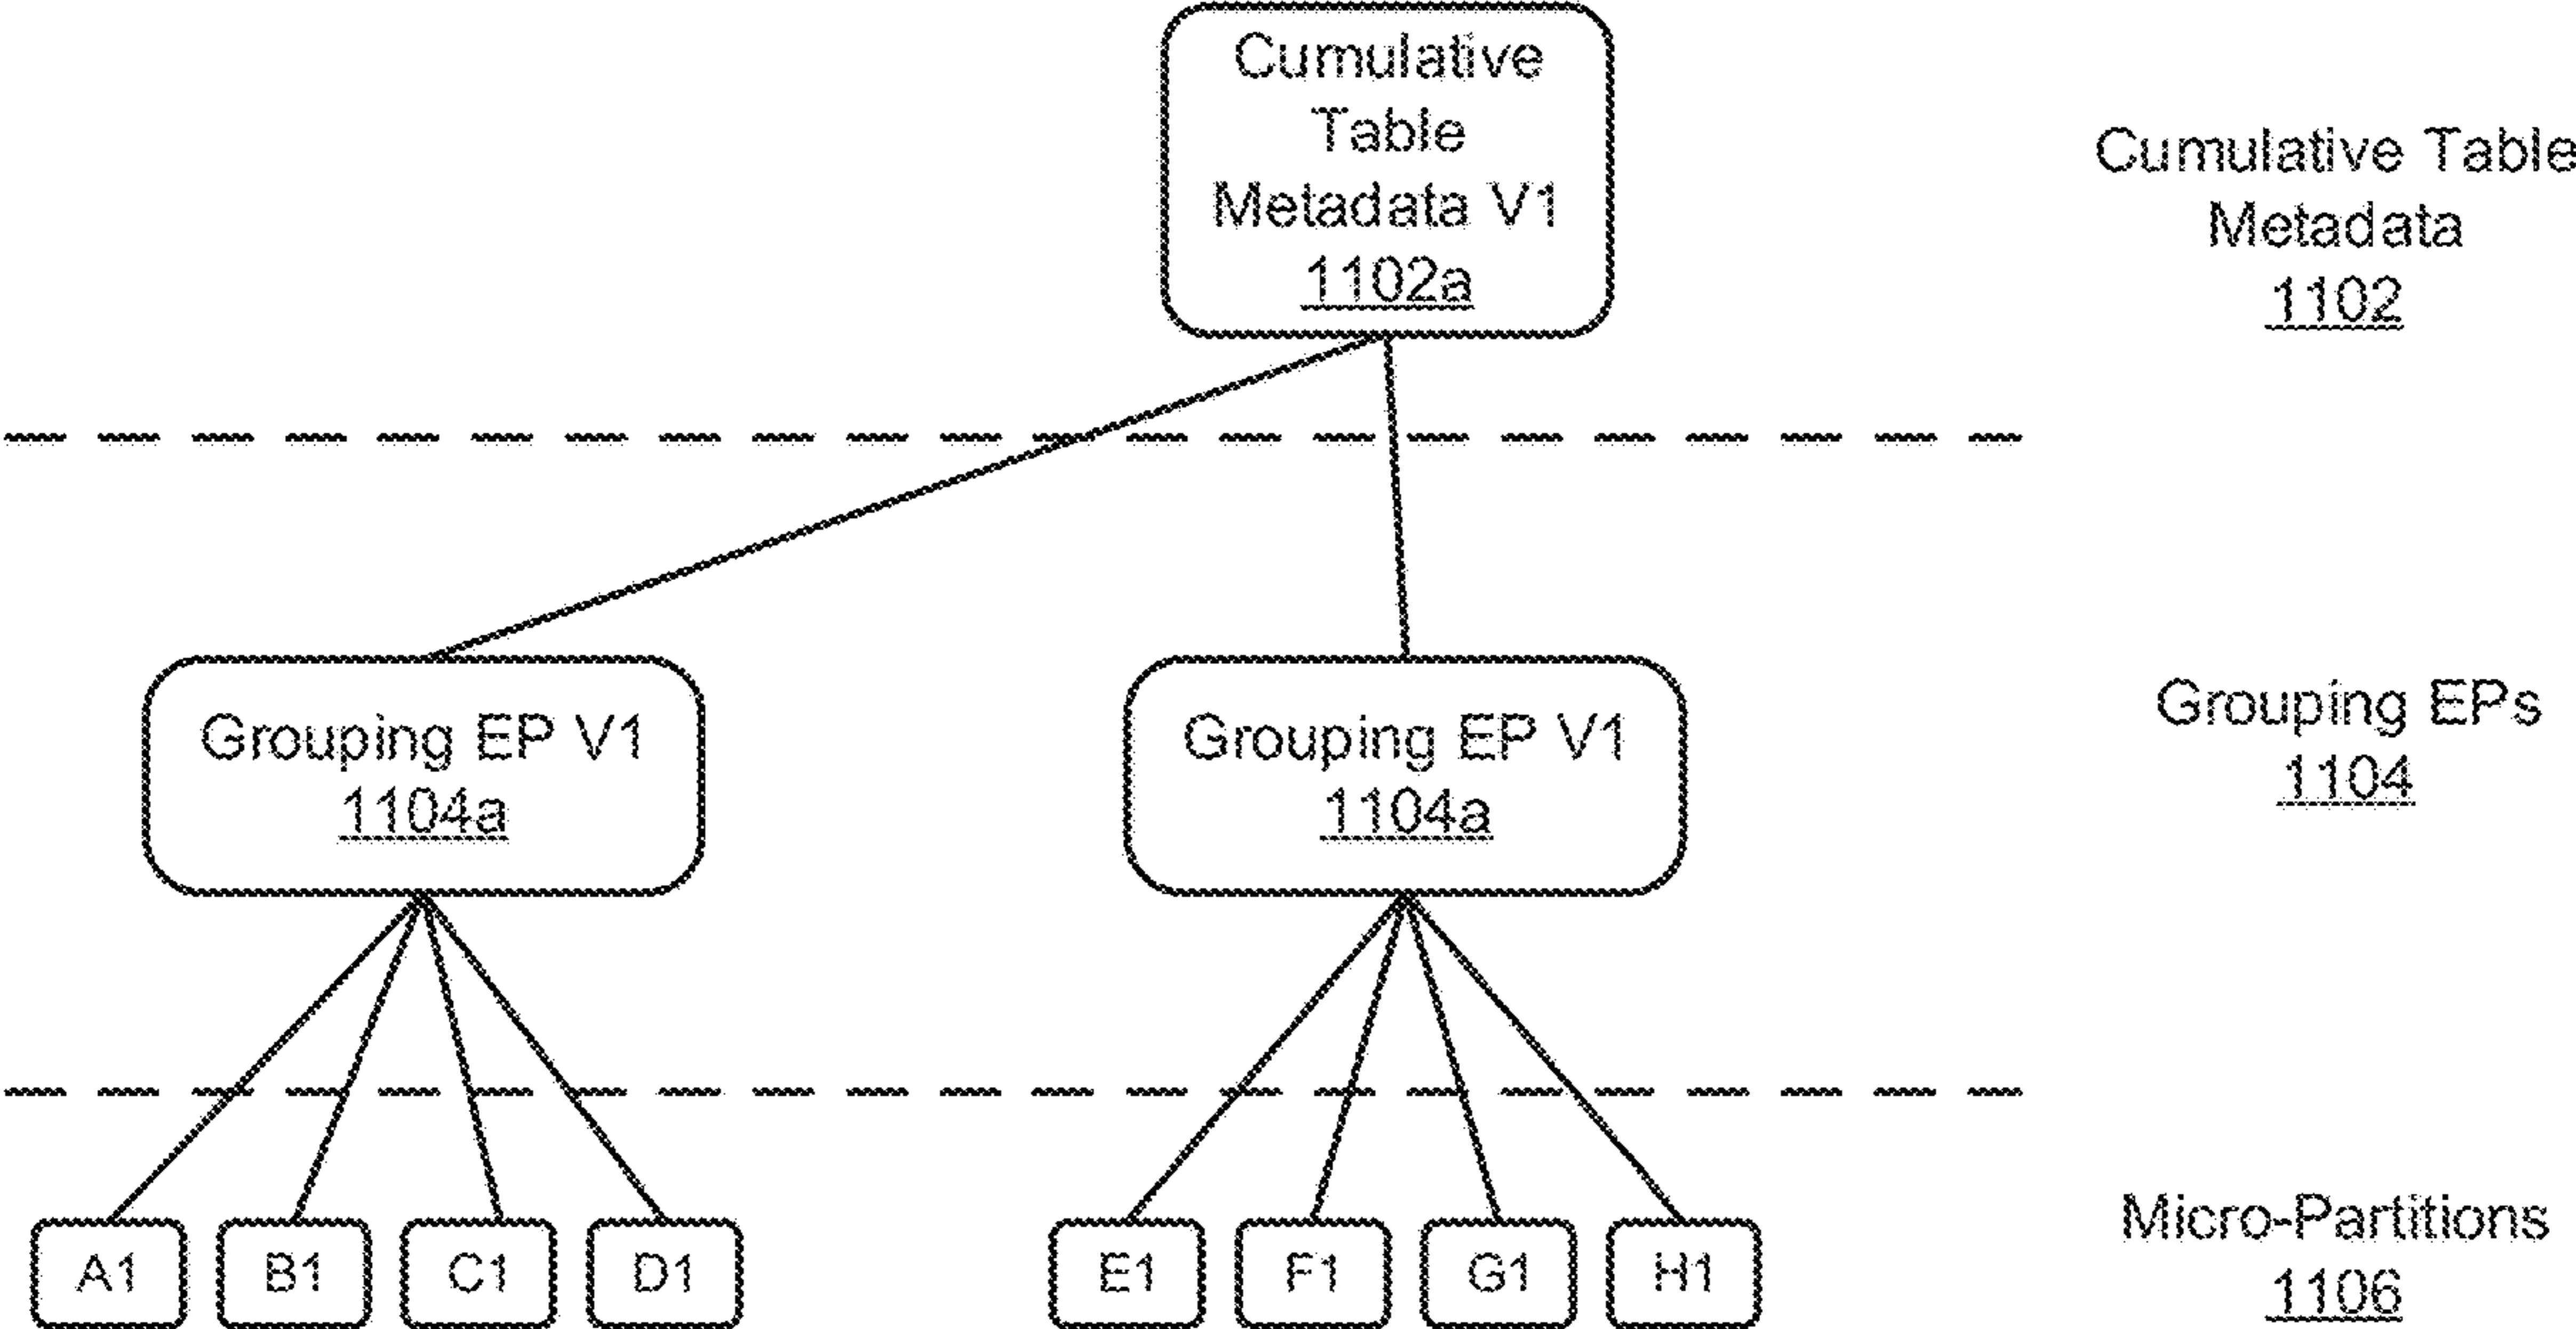 Cumulative
Table
Metadata V1
1102a
Cumulative Table
Metadata
1102
Grouping EP V1
1104a
Grouping EP V1
1104a
Grouping EPs
1104
A1
B1
C1
D1
E1
F1
G1
H1
Micro-Partitions
1106